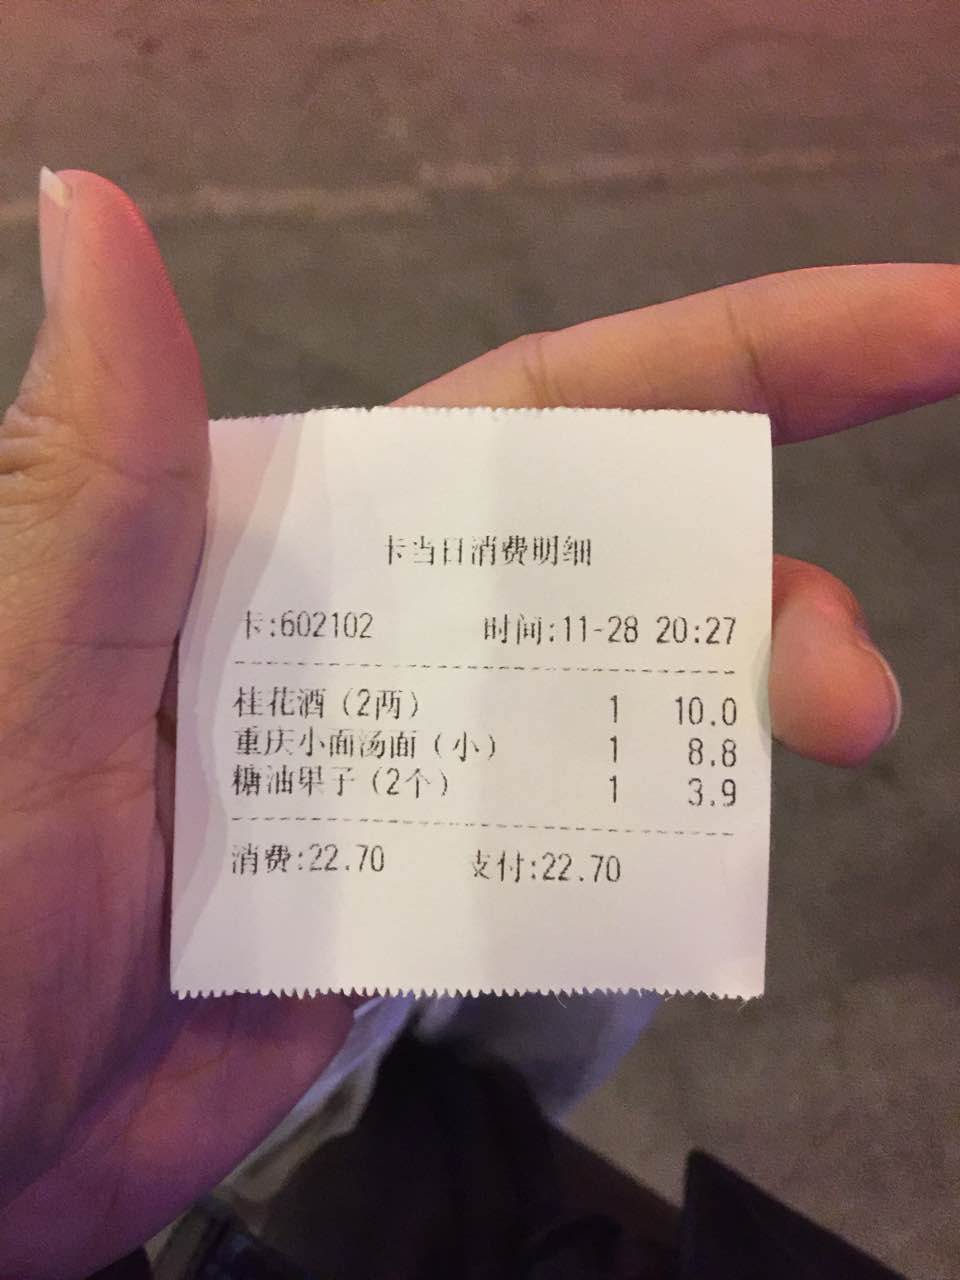 卡当日消费明细
卡:602102 时间:11-28 20:27
桂花酒(2两) 1 10.0
重庆小面汤面(小) 1 8.8
糖油果子(2个) 1 3.9
消费:22.70 支付:22.70